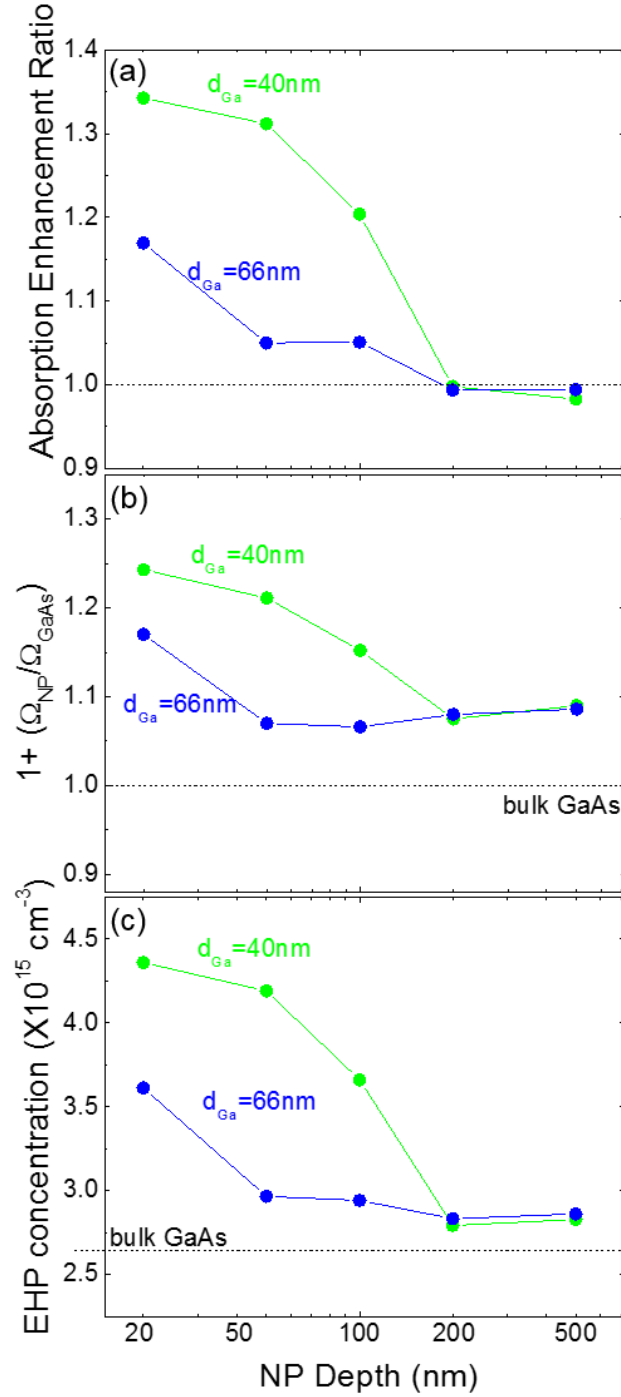 Absorption Enhancement Ratio
1.4
1.3
1.2
1.1
1.0
0.9
(a)
d_Ga=40nm
d_Ga=66nm
1+ (Ω_NP/Ω_GaAs)
1.3
1.2
1.1
1.0
0.9
(b)
d_Ga=40nm
d_Ga=66nm
bulk GaAs
EHP concentration (X10¹⁵ cm⁻³)
4.5
4.0
3.5
3.0
2.5
(c)
d_Ga=40nm
d_Ga=66nm
bulk GaAs
20 50 100 200 500
NP Depth (nm)